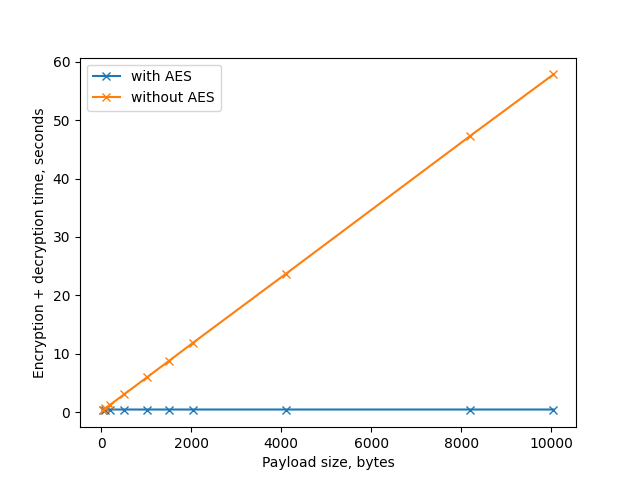 with AES
without AES
60
50
40
30
20
10
0
Encryption + decryption time, seconds
0 2000 4000 6000 8000 10000
Payload size, bytes